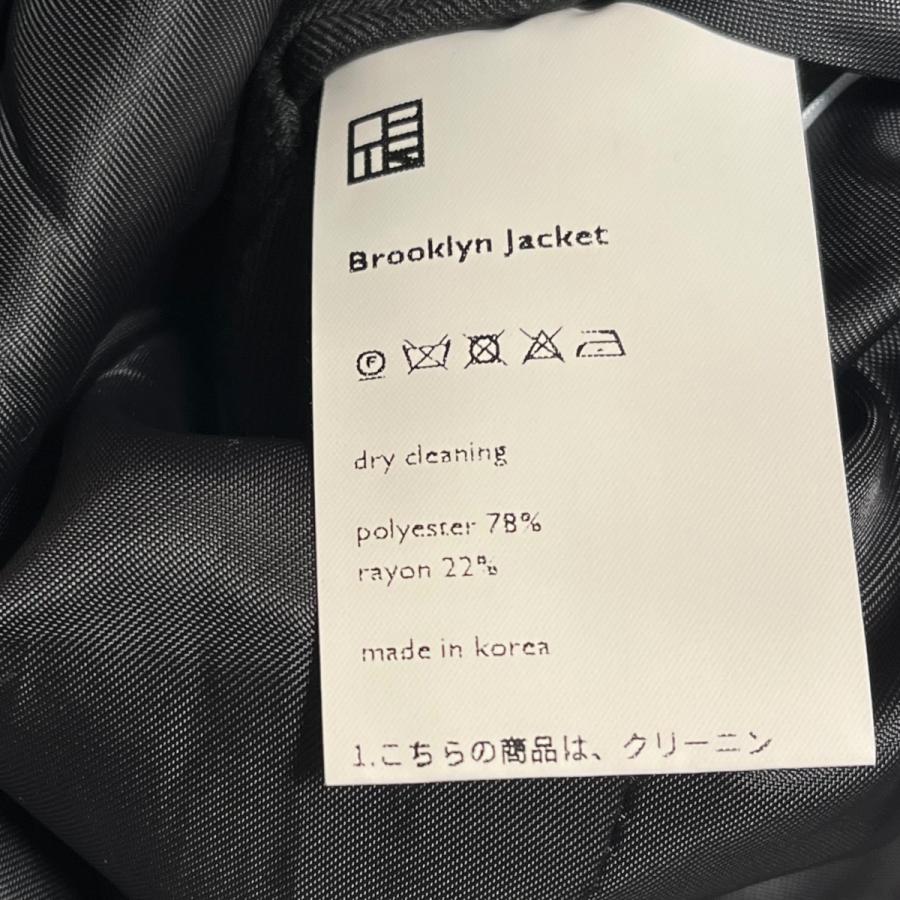 Brooklyn Jacket
F
dry cleaning
polyester 78%
rayon 22%
made in korea
1.こちらの商品は、クリーニン